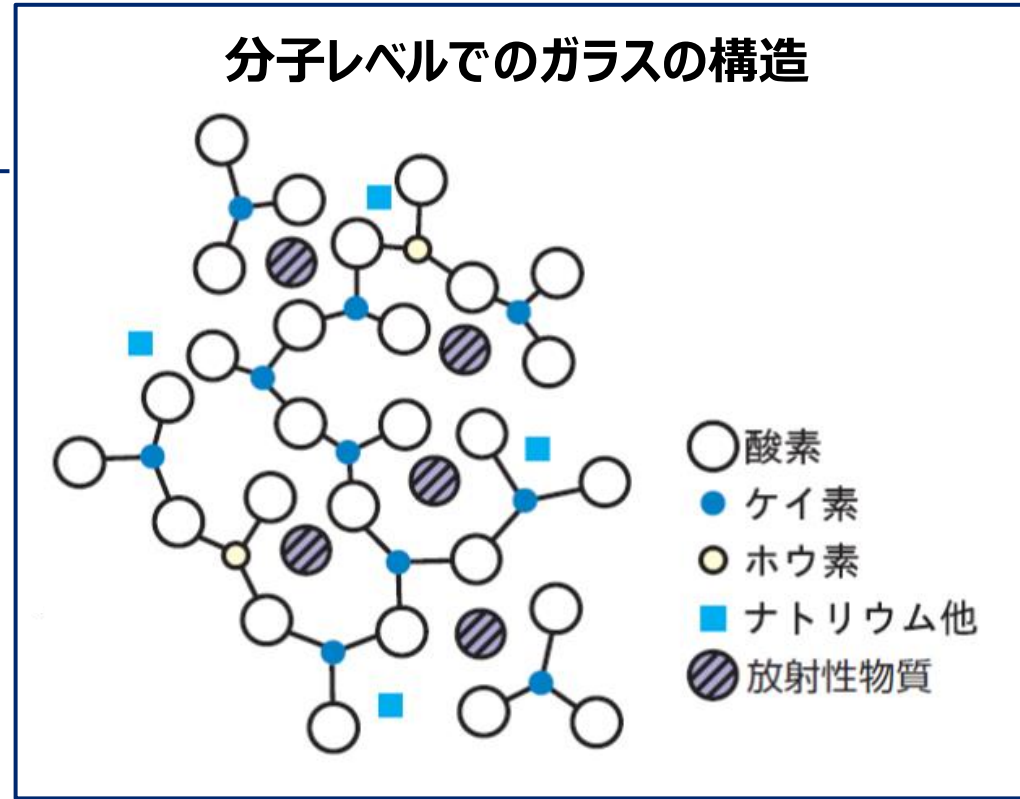 分子レベルでのガラスの構造
酸素
ケイ素
ホウ素
ナトリウム他
放射性物質